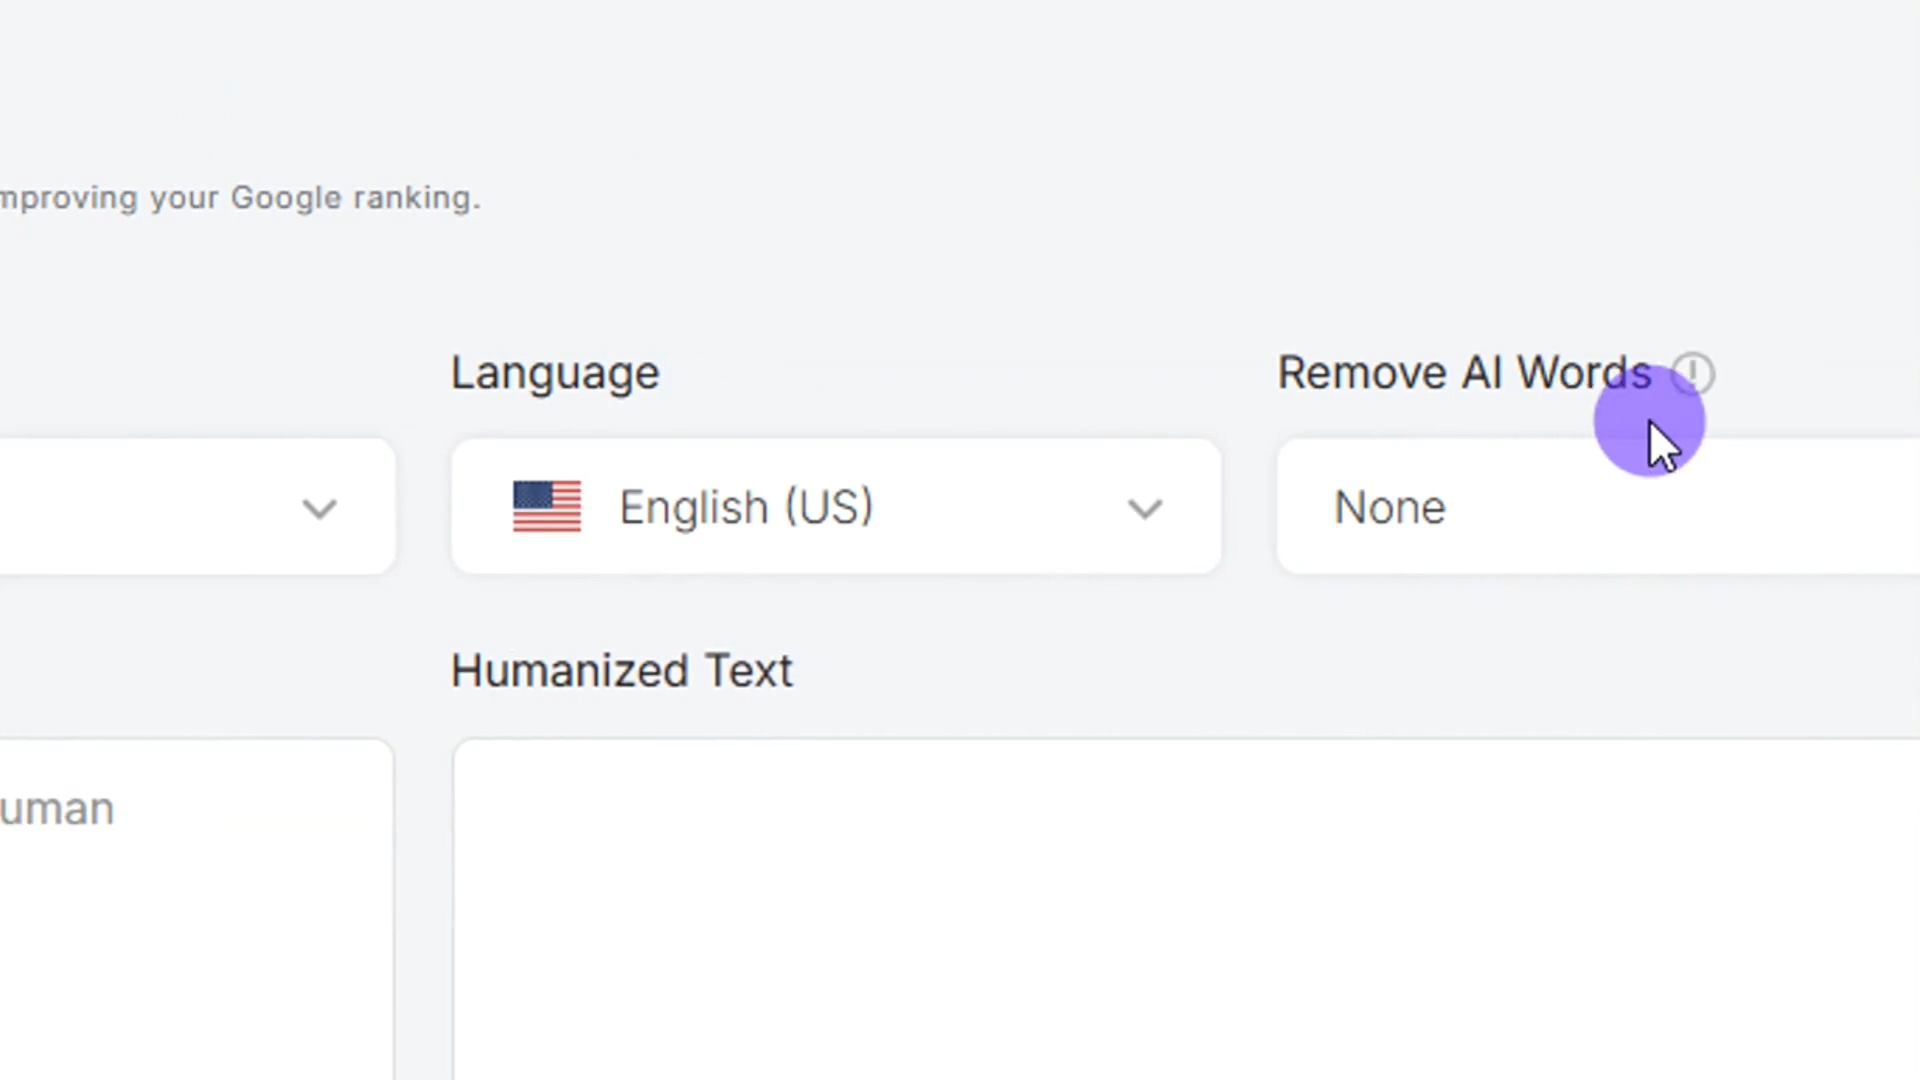 mproving your Google ranking.
Language
Remove AI Words
English (US)
None
Humanized Text
uman